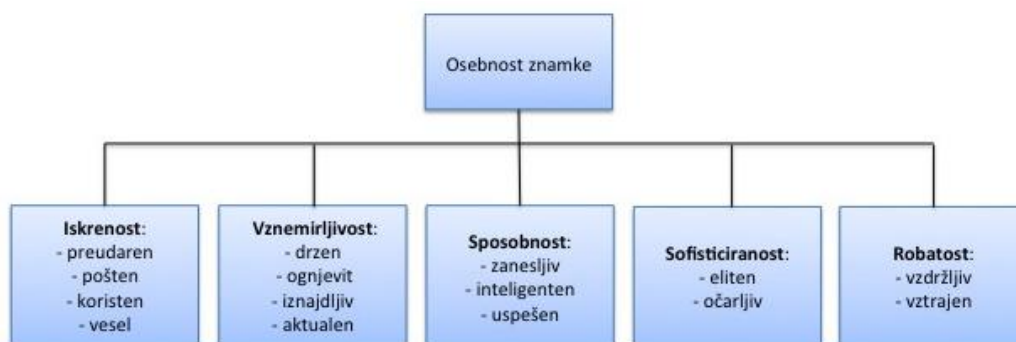 Osebnost znamke
Iskrenost:
- preudaren
- pošten
- koristen
- vesel
Vznemirljivost:
- drzen
- ognjevit
- iznajdljiv
- aktualen
Sposobnost:
- zanesljiv
- inteligenten
- uspešen
Sofisticiranost:
- eliten
- očarljiv
Robatost:
- vzdržljiv
- vztrajen